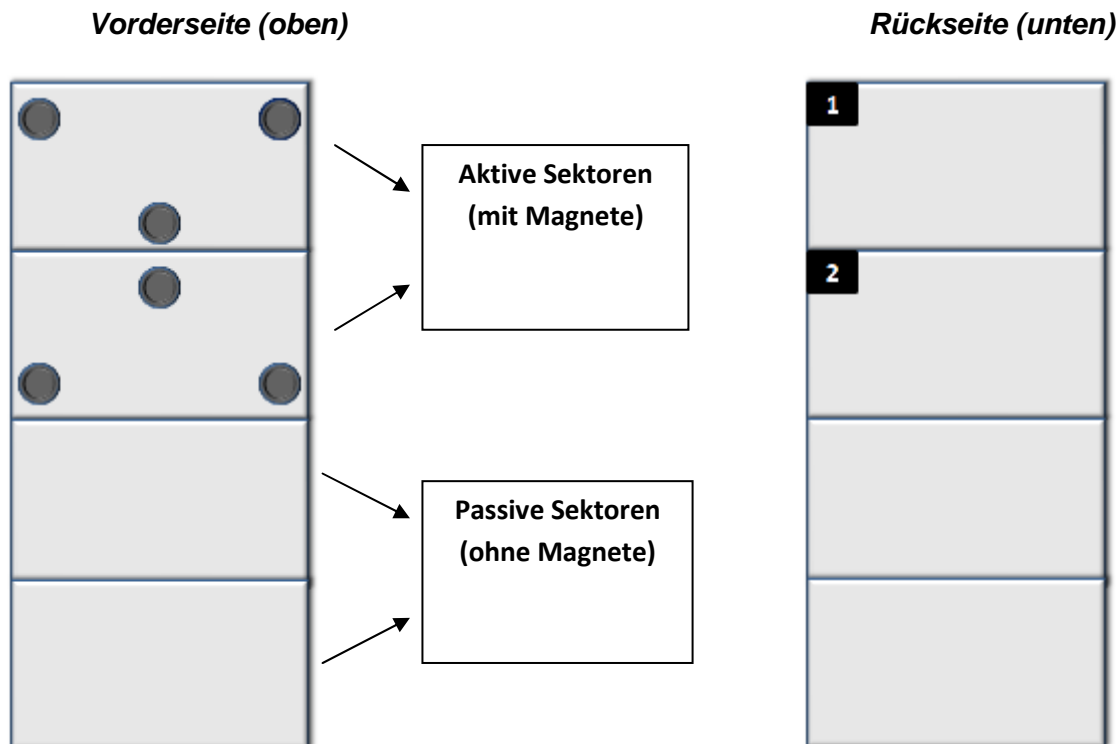 Vorderseite (oben)
Rückseite (unten)
1
Aktive Sektoren
(mit Magnete)
2
Passive Sektoren
(ohne Magnete)